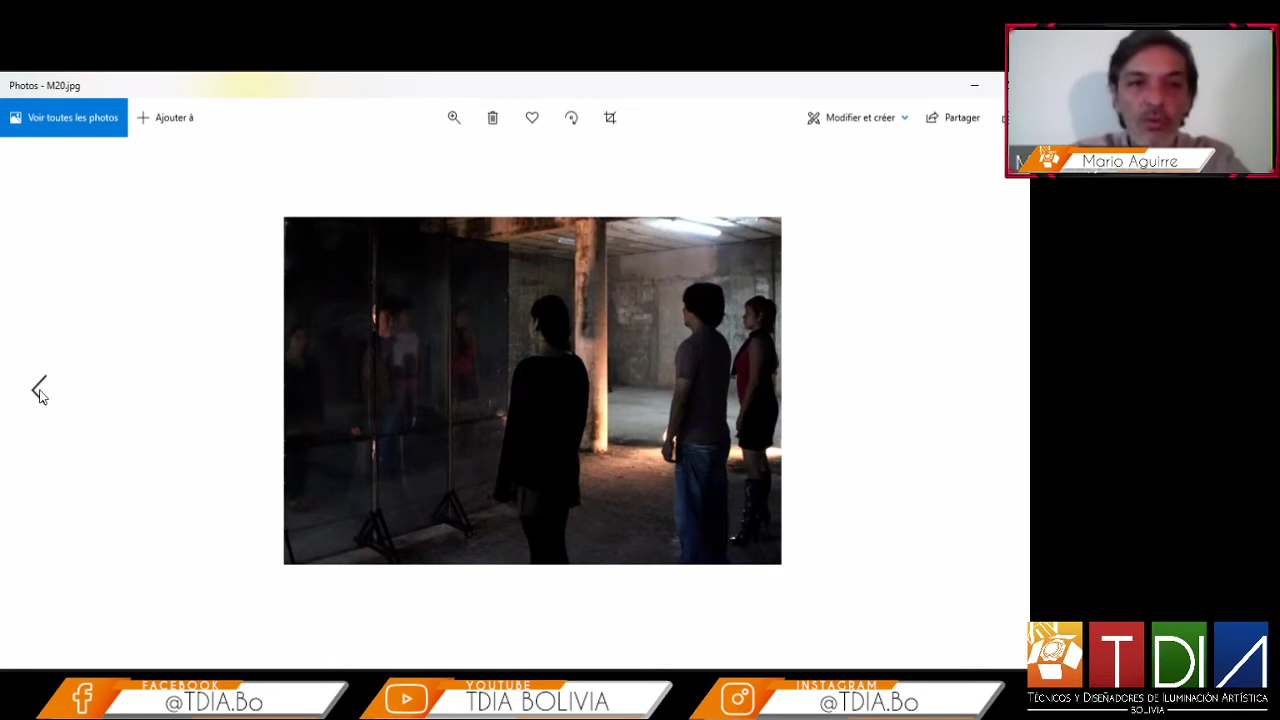 Photos - M20.jpg
Voir toutes les photos
Ajouter à
Modifier et créer
Partager
Mario Aguirre
FACEBOOK
@TDIA.Bo
YOUTUBE
TDIA BOLIVIA
INSTAGRAM
@TDIA.Bo
TDIA
TÉCNICOS Y DISEÑADORES DE ILUMINACIÓN ARTÍSTICA
BOLIVIA